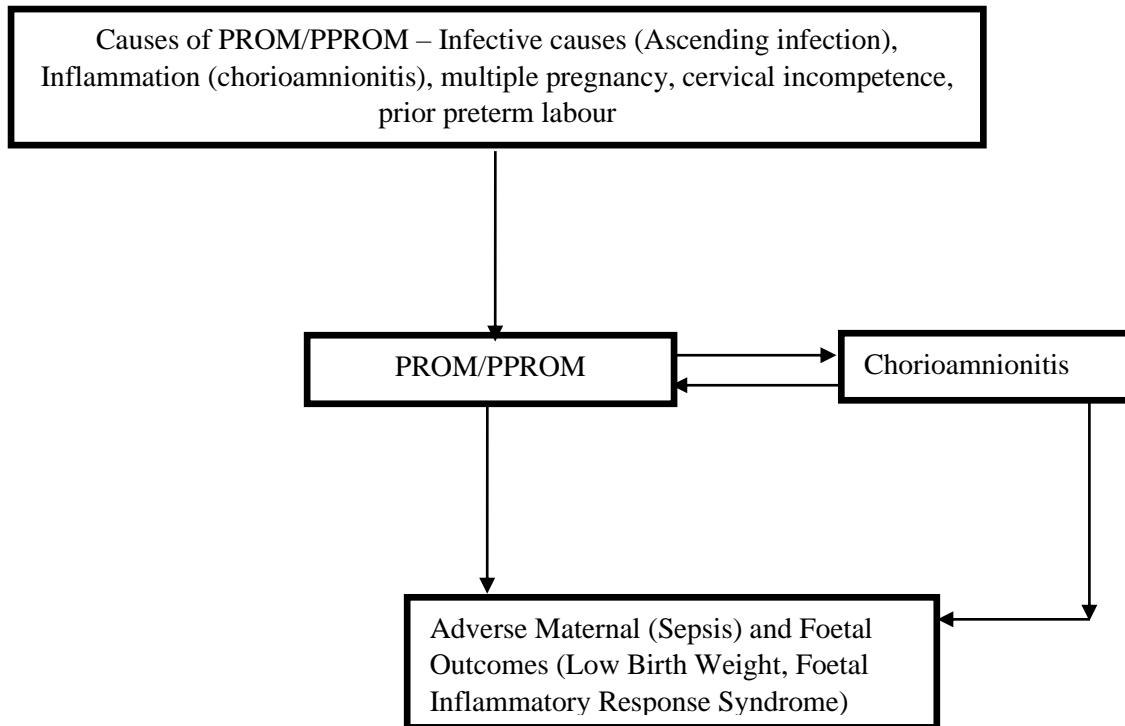 Causes of PROM/PPROM – Infective causes (Ascending infection),
Inflammation (chorioamnionitis), multiple pregnancy, cervical incompetence,
prior preterm labour
PROM/PPROM
Chorioamnionitis
Adverse Maternal (Sepsis) and Foetal
Outcomes (Low Birth Weight, Foetal
Inflammatory Response Syndrome)